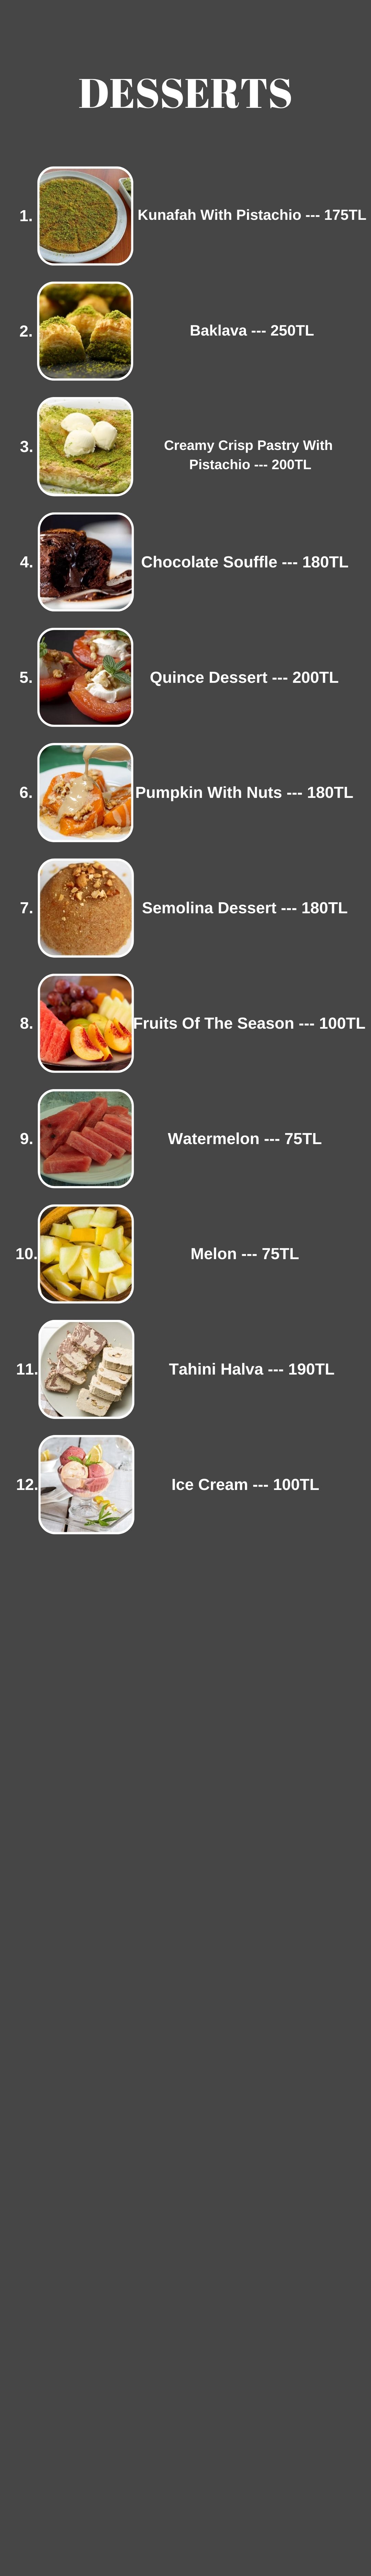 DESSERTS
1. Kunafah With Pistachio --- 175TL
2. Baklava --- 250TL
3. Creamy Crisp Pastry With
Pistachio --- 200TL
4. Chocolate Souffle --- 180TL
5. Quince Dessert --- 200TL
6. Pumpkin With Nuts --- 180TL
7. Semolina Dessert --- 180TL
8. Fruits Of The Season --- 100TL
9. Watermelon --- 75TL
10. Melon --- 75TL
11. Tahini Halva --- 190TL
12. Ice Cream --- 100TL